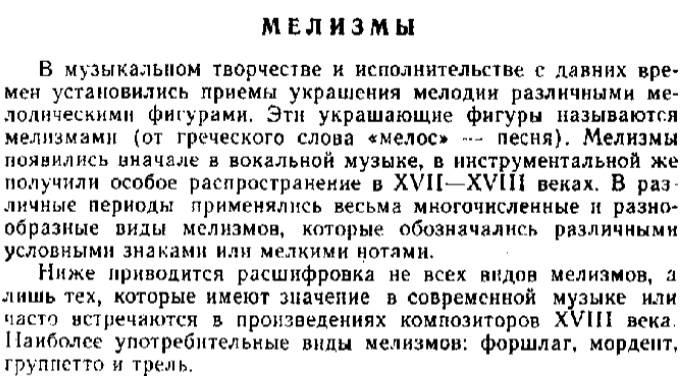 МЕЛИЗМЫ
В музыкальном творчестве и исполнительстве с давних вре-
мен установились приемы украшения мелодии различными ме-
лодическими фигурами. Эти украшающие фигуры называются
мелизмами (от греческого слова «мелос» — песня). Мелизмы
появились вначале в вокальной музыке, в инструментальной же
получили особое распространение в XVII—XVIII веках. В раз-
личные периоды применялись весьма многочисленные и разно-
образные виды мелизмов, которые обозначались различными
условными знаками или мелкими нотами.
Ниже приводится расшифровка не всех видов мелизмов, а
лишь тех, которые имеют значение в современной музыке или
часто встречаются в произведениях композиторов XVIII века.
Наиболее употребительные виды мелизмов: форшлаг, мордент,
группетто и трель.